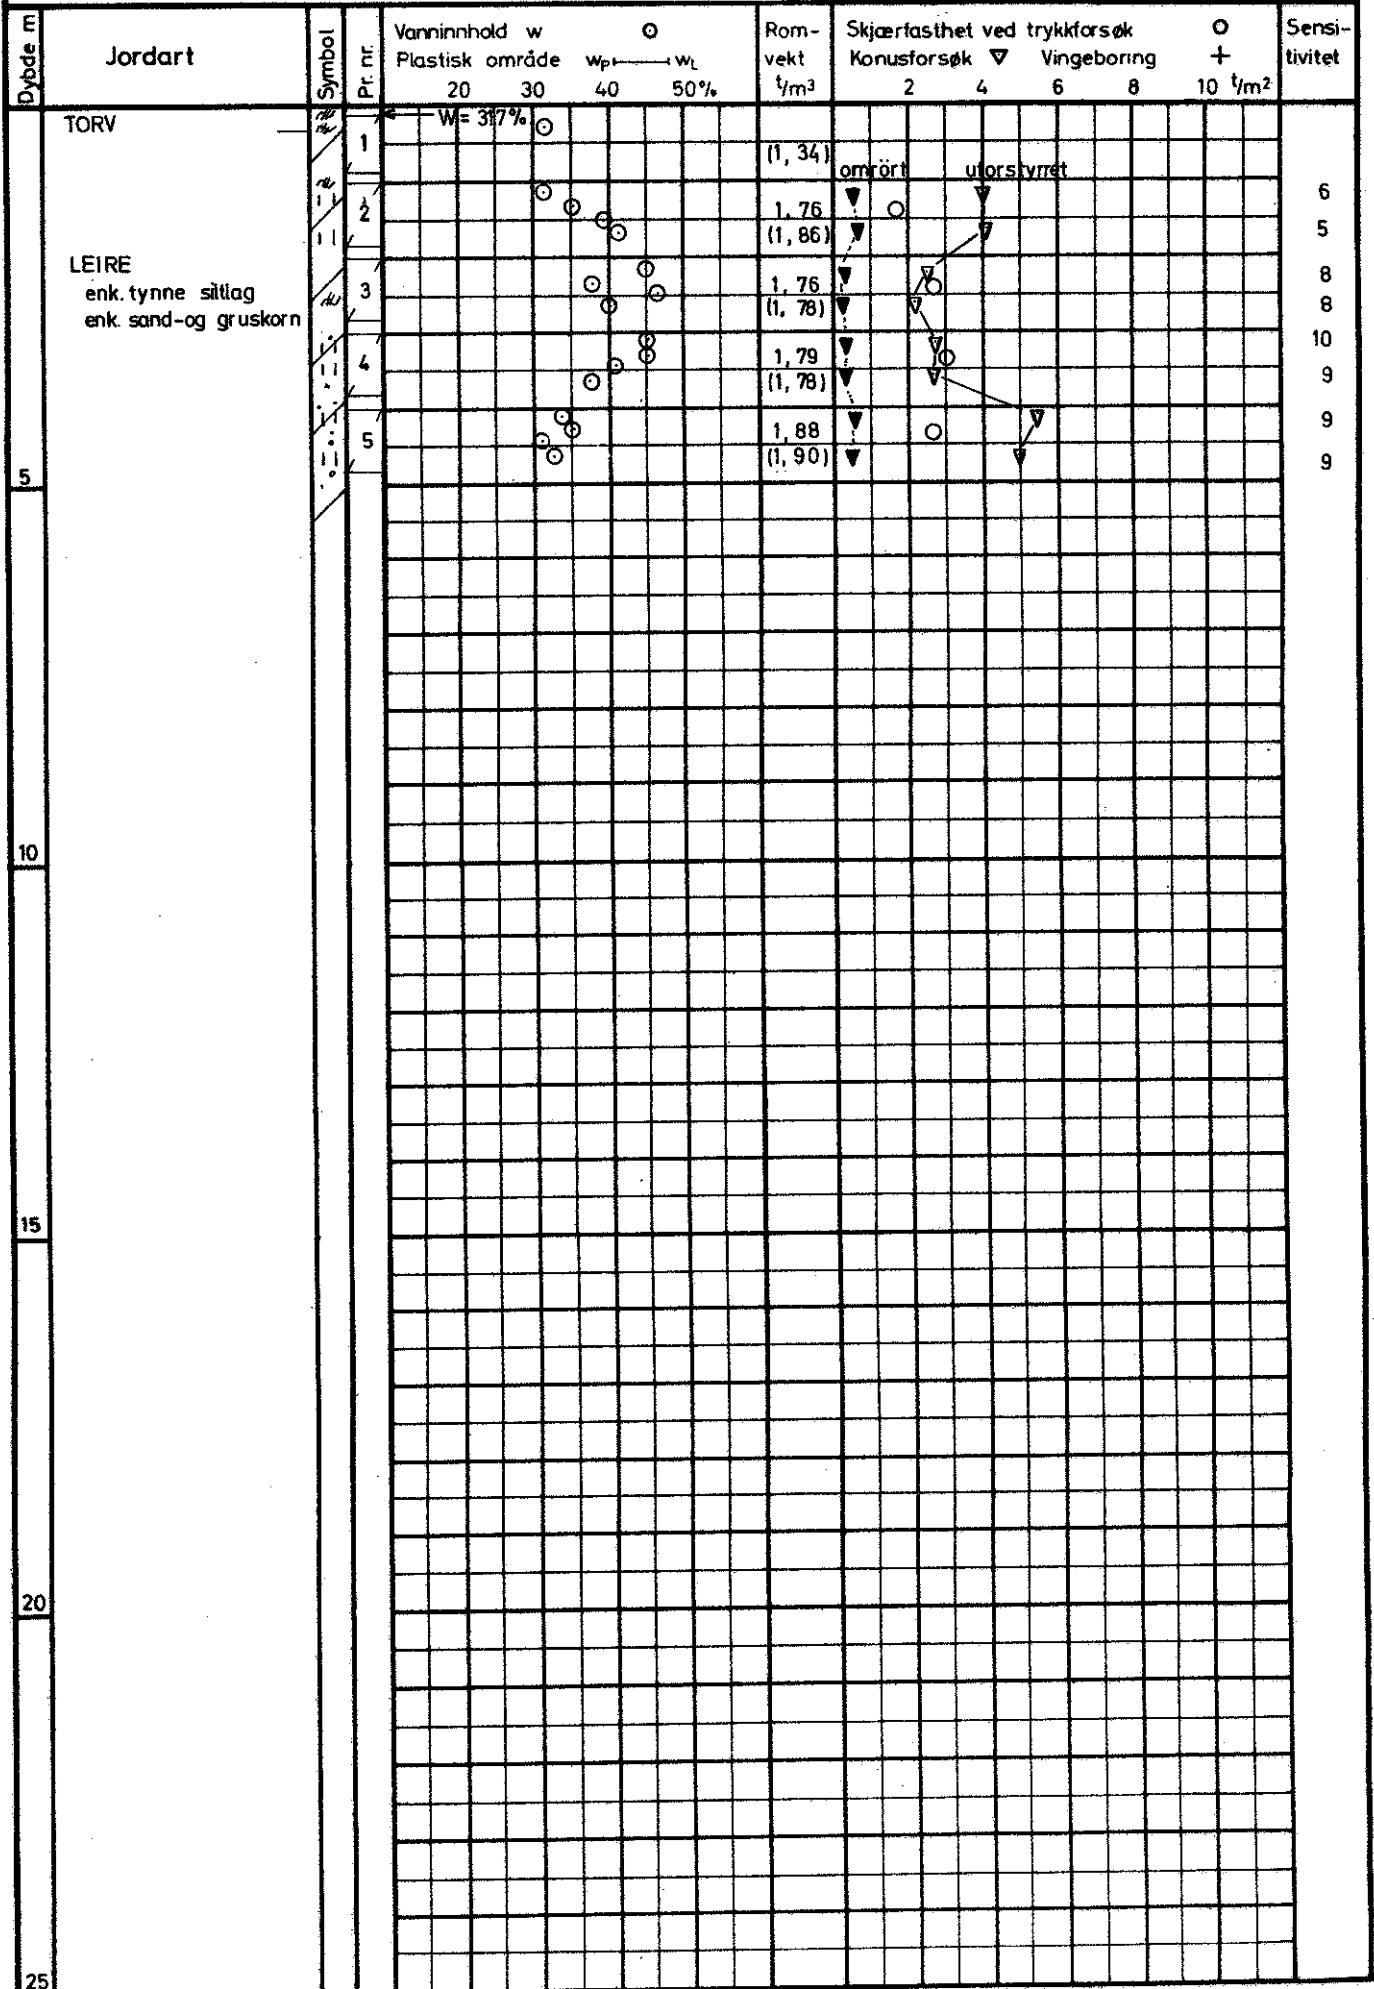 Dybde m
Jordart
Symbol
Pr. nr.
Vanninnhold w
Plastisk område wP wL
20 30 40 50%
Rom-
vekt
t/m³
Skjærfasthet ved trykkforsøk
Konusforsøk Vingeboring
2 4 6 8 10 t/m²
Sensi-
tivitet
TORV
W = 317%
1
(1, 34)
omrört uforstyrret
2
1, 76
(1, 86)
6
5
LEIRE
enk. tynne siltlag
enk. sand-og gruskorn
3
1, 76
(1, 78)
8
8
4
1, 79
(1, 78)
10
9
5
1, 88
(1, 90)
9
9
5
10
15
20
25